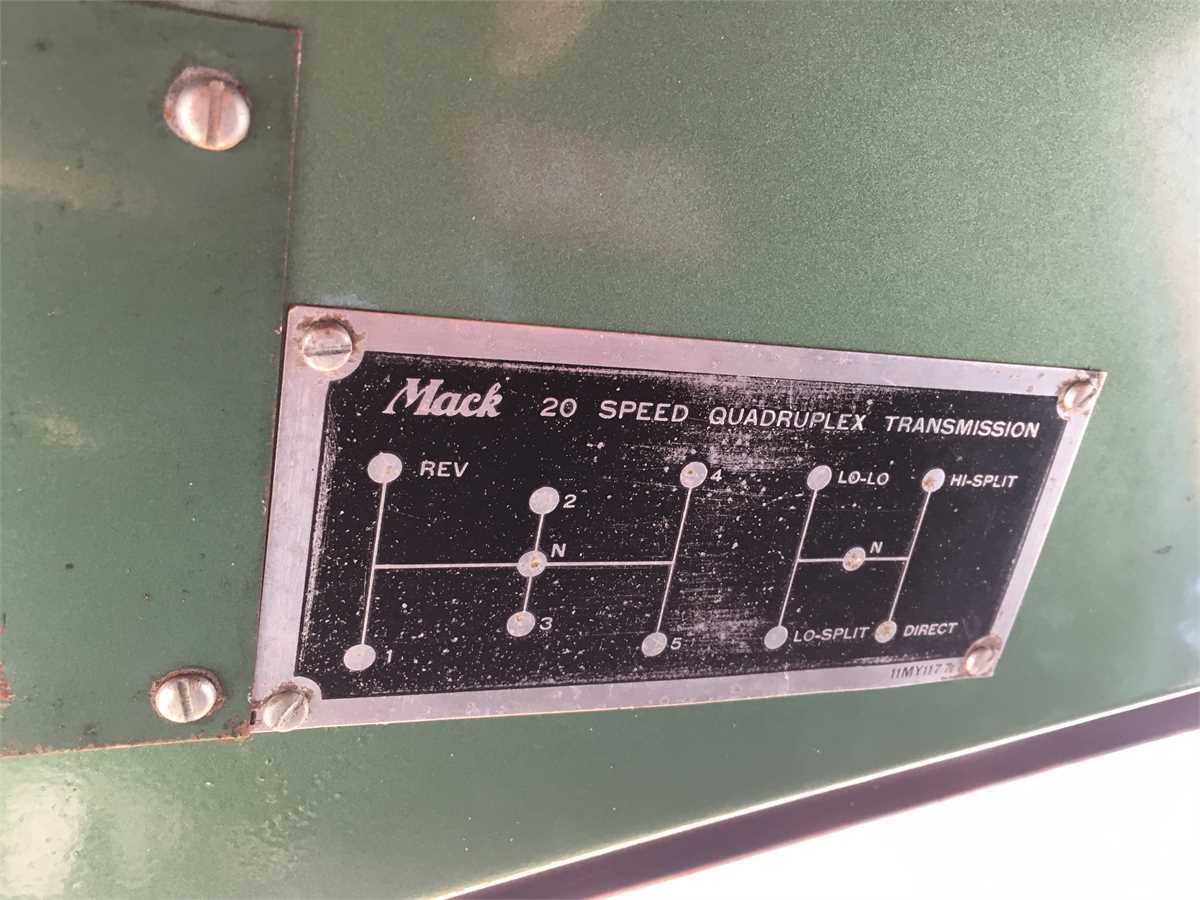 Mack 20 SPEED QUADRUPLEX TRANSMISSION
REV
2
4
LO-LO
HI-SPLIT
N
N
1
3
5
LO-SPLIT
DIRECT